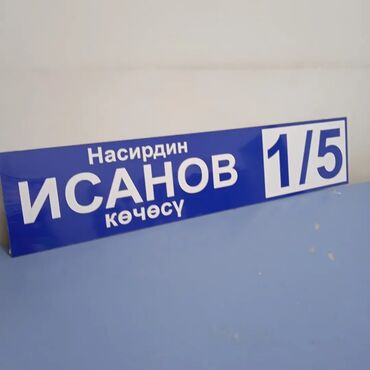 Насирдин
ИСАНОВ
көчөсү
1/5